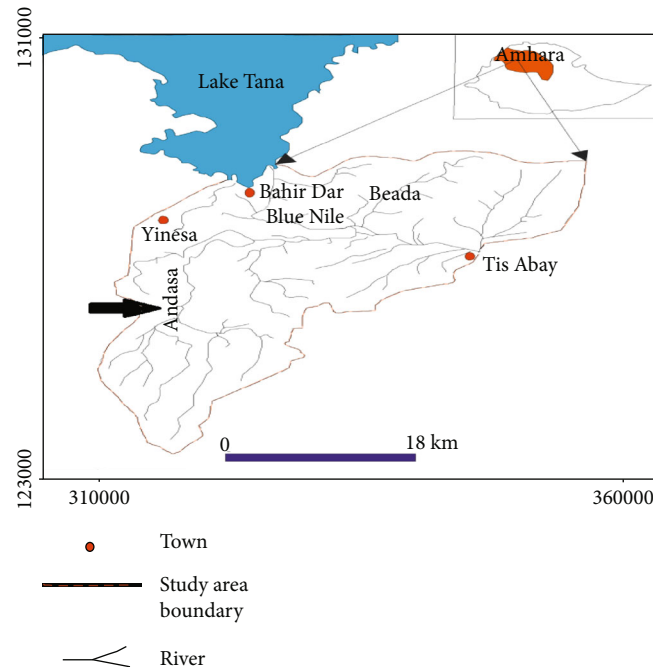 131000
Amhara
Lake Tana
Bahir Dar
Beada
Blue Nile
Yinesa
Tis Abay
Andasa
0
18 km
123000
310000
360000
Town
Study area
boundary
River